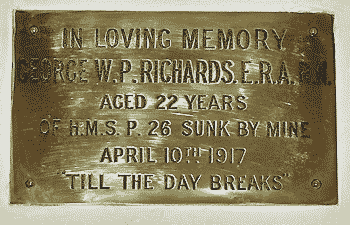 IN LOVING MEMORY
GEORGE W.P. RICHARDS. E.R.A. R.N.
AGED 22 YEARS
OF H.M.S. P. 26 SUNK BY MINE
APRIL 10TH 1917
"TILL THE DAY BREAKS"